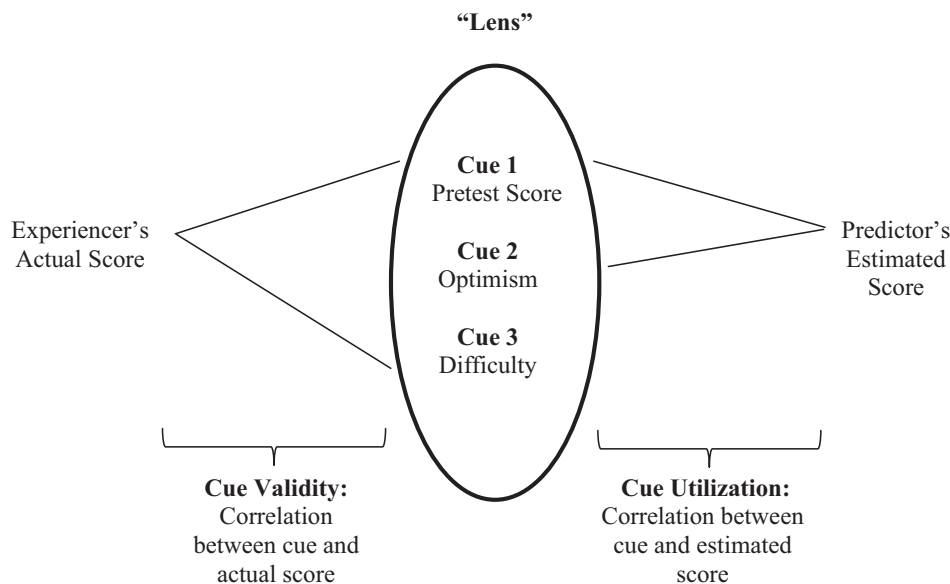 “Lens”
Experiencer’s
Actual Score
Cue 1
Pretest Score
Cue 2
Optimism
Cue 3
Difficulty
Predictor’s
Estimated
Score
Cue Validity:
Correlation
between cue and
actual score
Cue Utilization:
Correlation between
cue and estimated
score